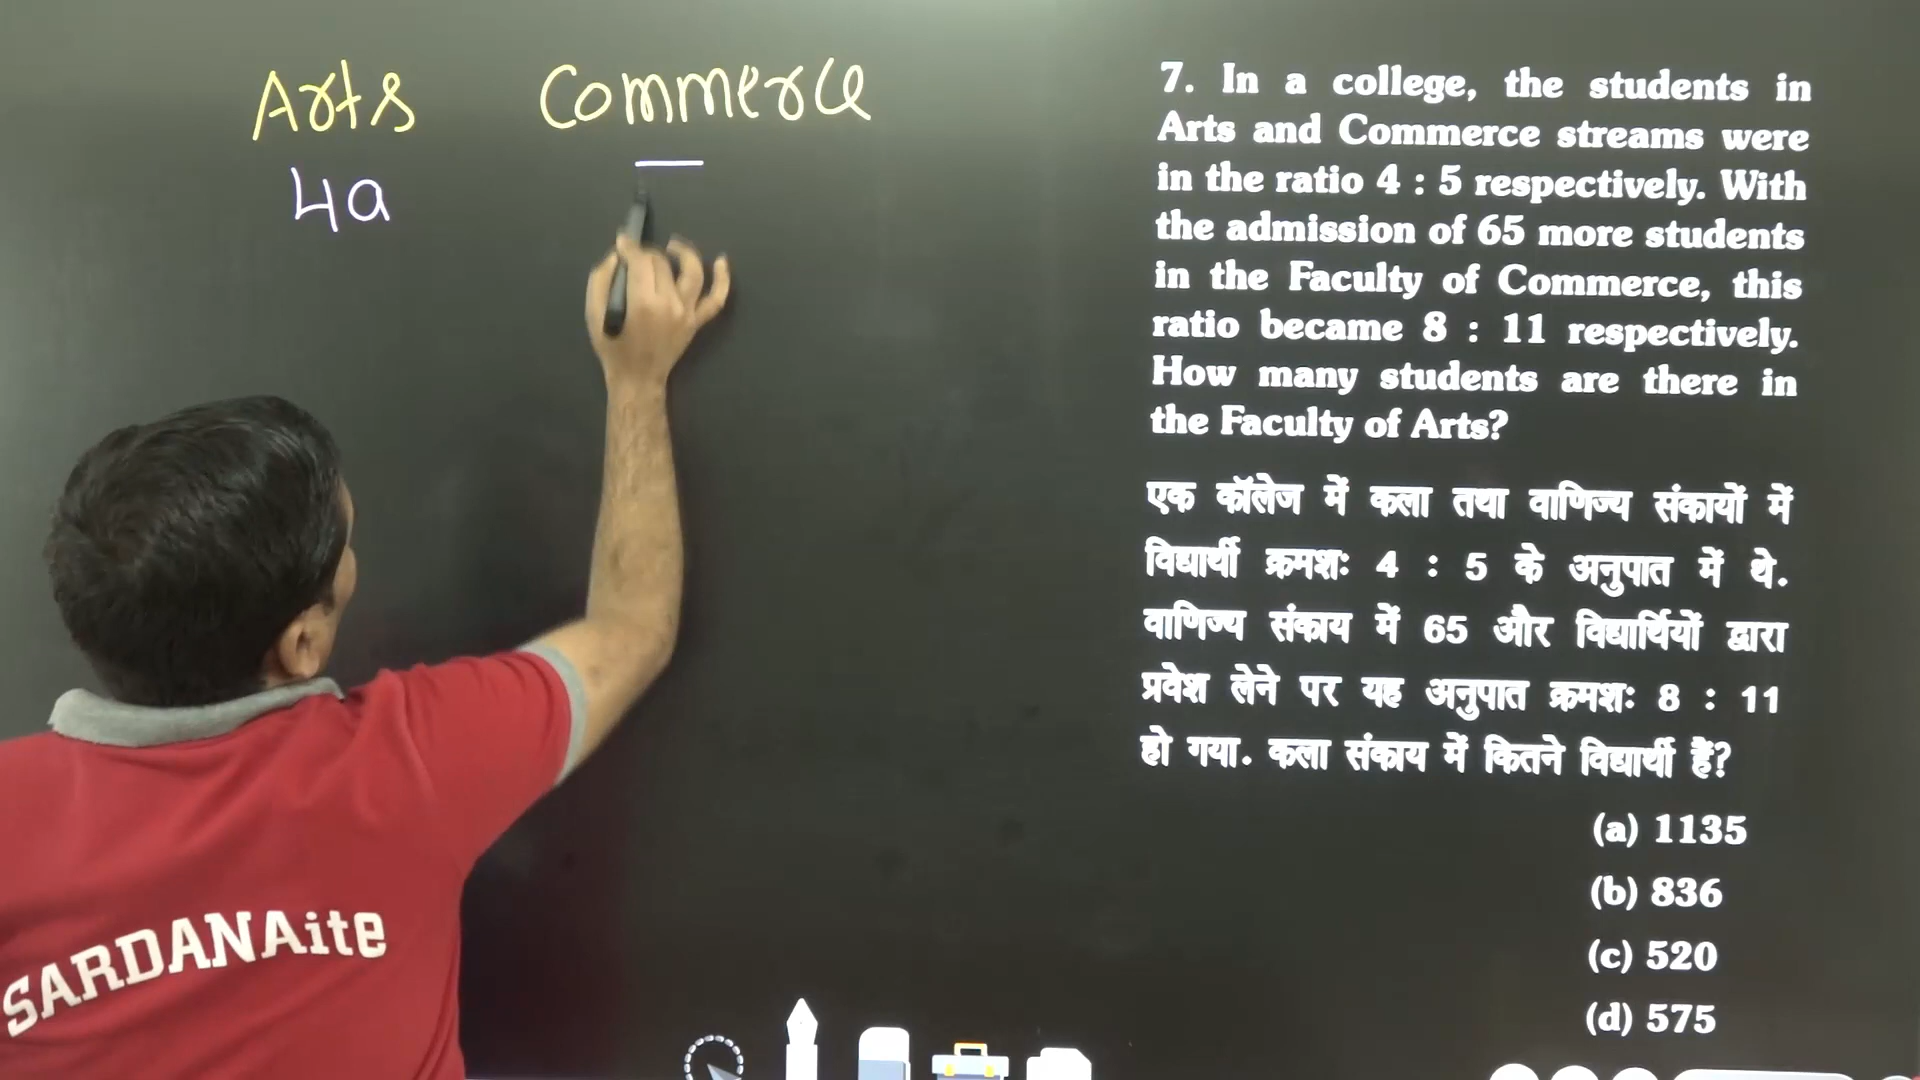 Arts Commerce
4a
7. In a college, the students in
Arts and Commerce streams were
in the ratio 4 : 5 respectively. With
the admission of 65 more students
in the Faculty of Commerce, this
ratio became 8 : 11 respectively.
How many students are there in
the Faculty of Arts?
एक कॉलेज में कला तथा वाणिज्य संकायों में
विद्यार्थी क्रमशः 4 : 5 के अनुपात में थे.
वाणिज्य संकाय में 65 और विद्यार्थियों द्वारा
प्रवेश लेने पर यह अनुपात क्रमशः 8 : 11
हो गया. कला संकाय में कितने विद्यार्थी हैं?
(a) 1135
(b) 836
(c) 520
(d) 575
SARDANAite